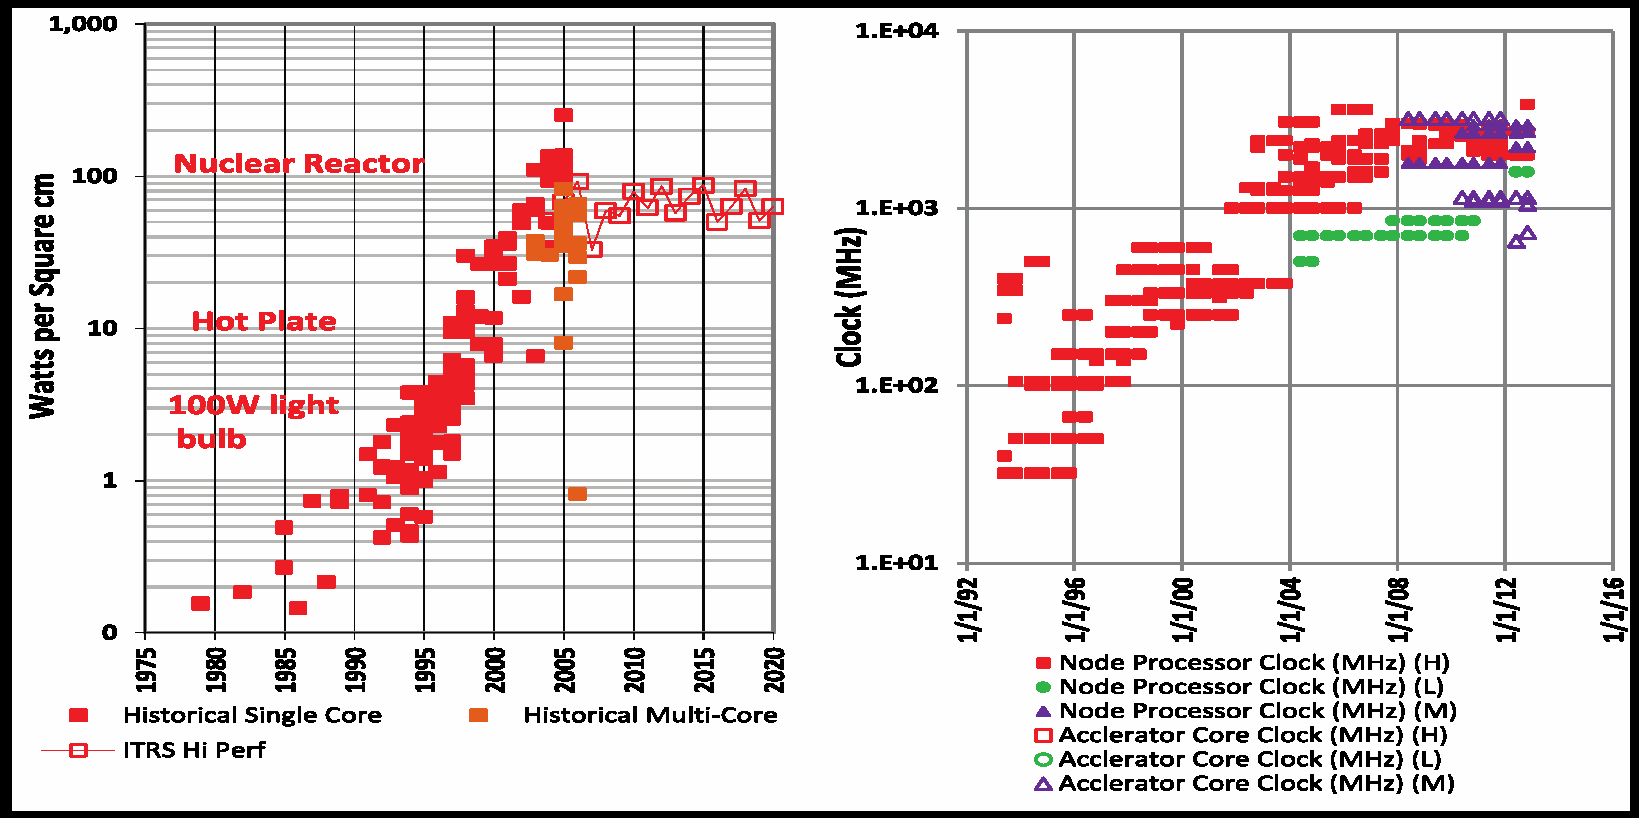 1,000
100
10
1
0
Watts per Square cm
Nuclear Reactor
Hot Plate
100W light
bulb
1975
1980
1985
1990
1995
2000
2005
2010
2015
2020
Historical Single Core
Historical Multi-Core
ITRS Hi Perf
1.E+04
1.E+03
1.E+02
1.E+01
Clock (MHz)
1/1/92
1/1/96
1/1/00
1/1/04
1/1/08
1/1/12
1/1/16
Node Processor Clock (MHz) (H)
Node Processor Clock (MHz) (L)
Node Processor Clock (MHz) (M)
Acclerator Core Clock (MHz) (H)
Acclerator Core Clock (MHz) (L)
Acclerator Core Clock (MHz) (M)